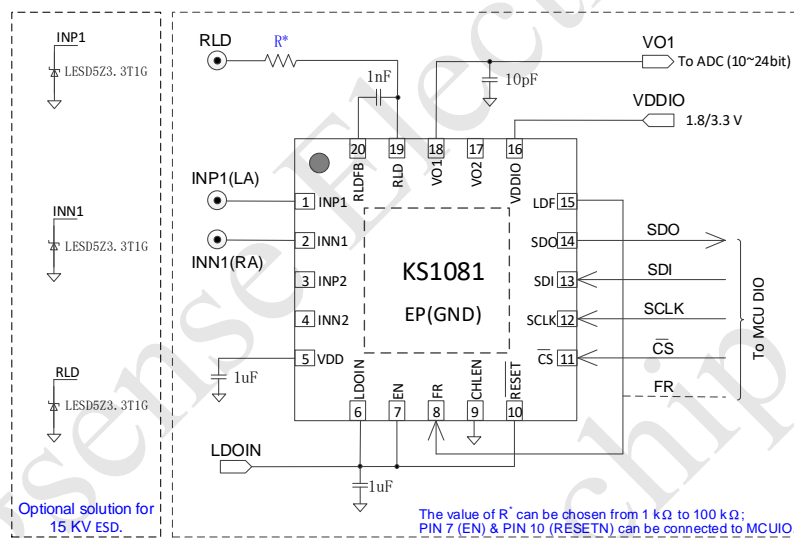 INP1
LESD5Z3.3T1G
INN1
LESD5Z3.3T1G
RLD
LESD5Z3.3T1G
Optional solution for
15 KV ESD.
RLD
R*
1nF
10pF
VO1
To ADC (10~24bit)
VDDIO
1.8/3.3 V
20 19 18 17 16
RLDFB RLD VO1 VO2 VDDIO
INP1(LA)
1 INP1
INN1(RA)
2 INN1
3 INP2
4 INN2
5 VDD
1uF
KS1081
EP(GND)
LDF 15
SDO 14
SDI 13
SCLK 12
CS 11
SDO
SDI
SCLK
CS
FR
To MCU DIO
LDOIN EN FR CHLEN RESET
6 7 8 9 10
LDOIN
1uF
The value of R* can be chosen from 1 kΩ to 100 kΩ;
PIN 7 (EN) & PIN 10 (RESETN) can be connected to MCUIO.